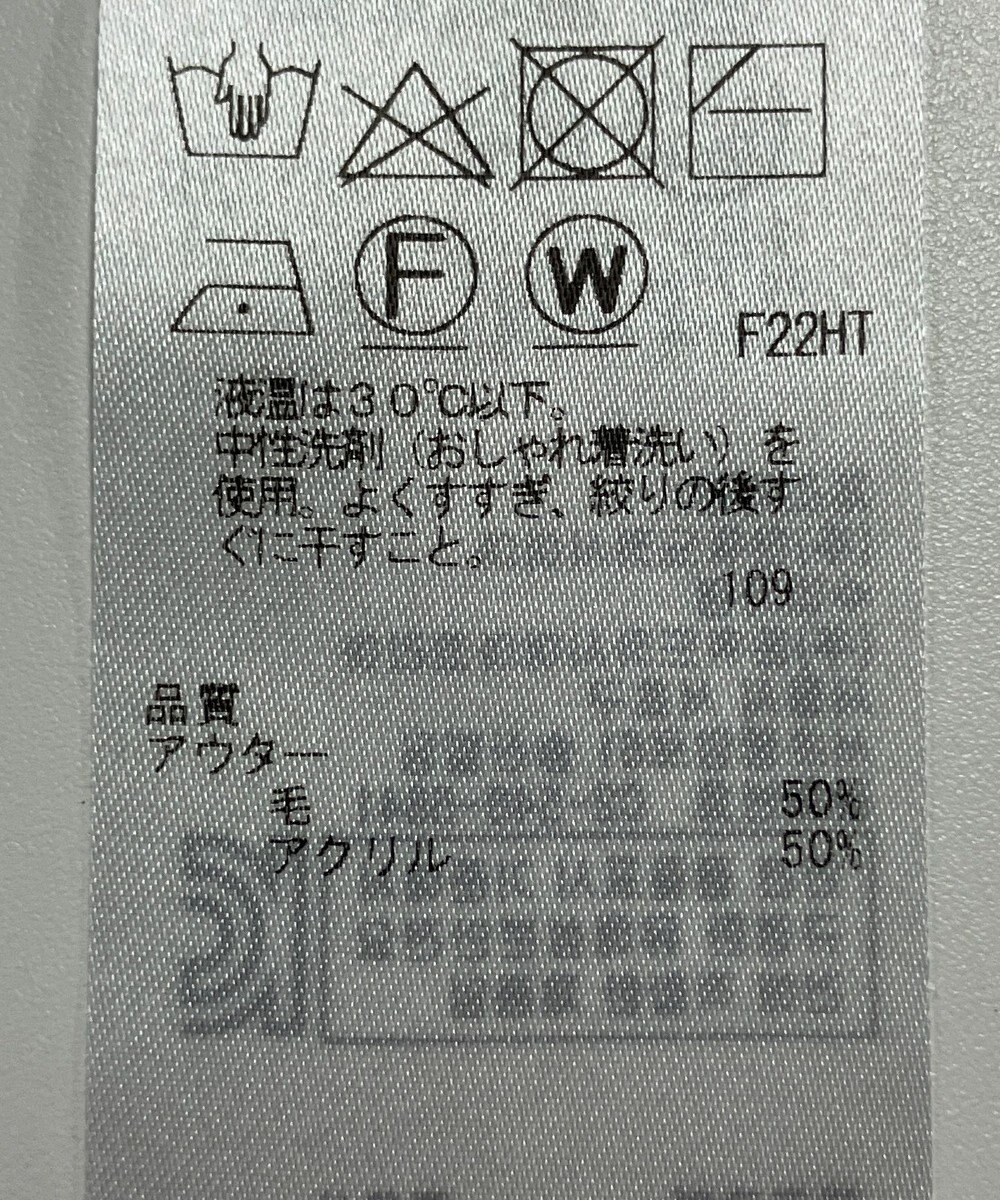 F
W
F22HT
液温は30℃以下。
中性洗剤(おしゃれ着洗い)を
使用。よくすすぎ、絞りの後す
ぐに干すこと。
109
品質
アウター
毛 50%
アクリル 50%